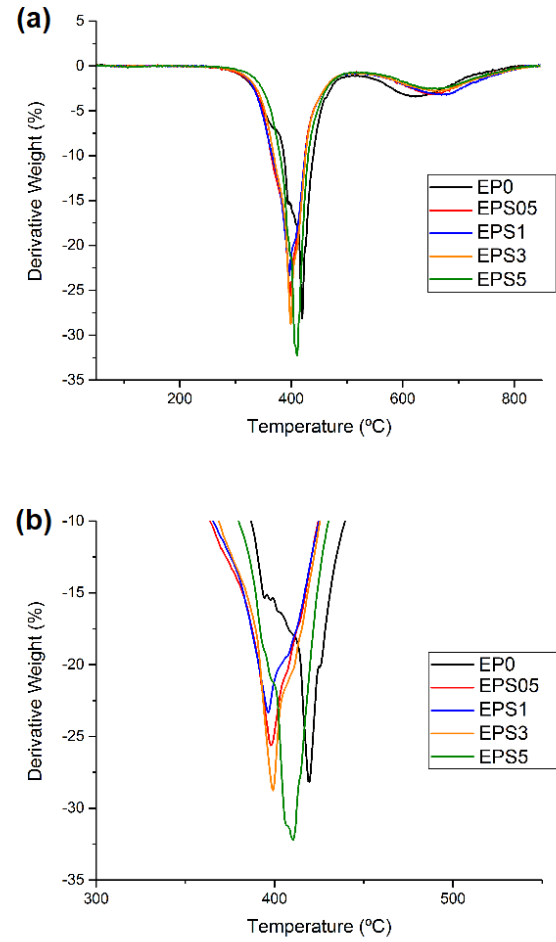 (a)
5
0
-5
-10
-15
-20
-25
-30
-35
Derivative Weight (%)
EP0
EPS05
EPS1
EPS3
EPS5
200
400
600
800
Temperature (ºC)
(b)
-10
-15
-20
-25
-30
-35
Derivative Weight (%)
EP0
EPS05
EPS1
EPS3
EPS5
300
400
500
Temperature (ºC)